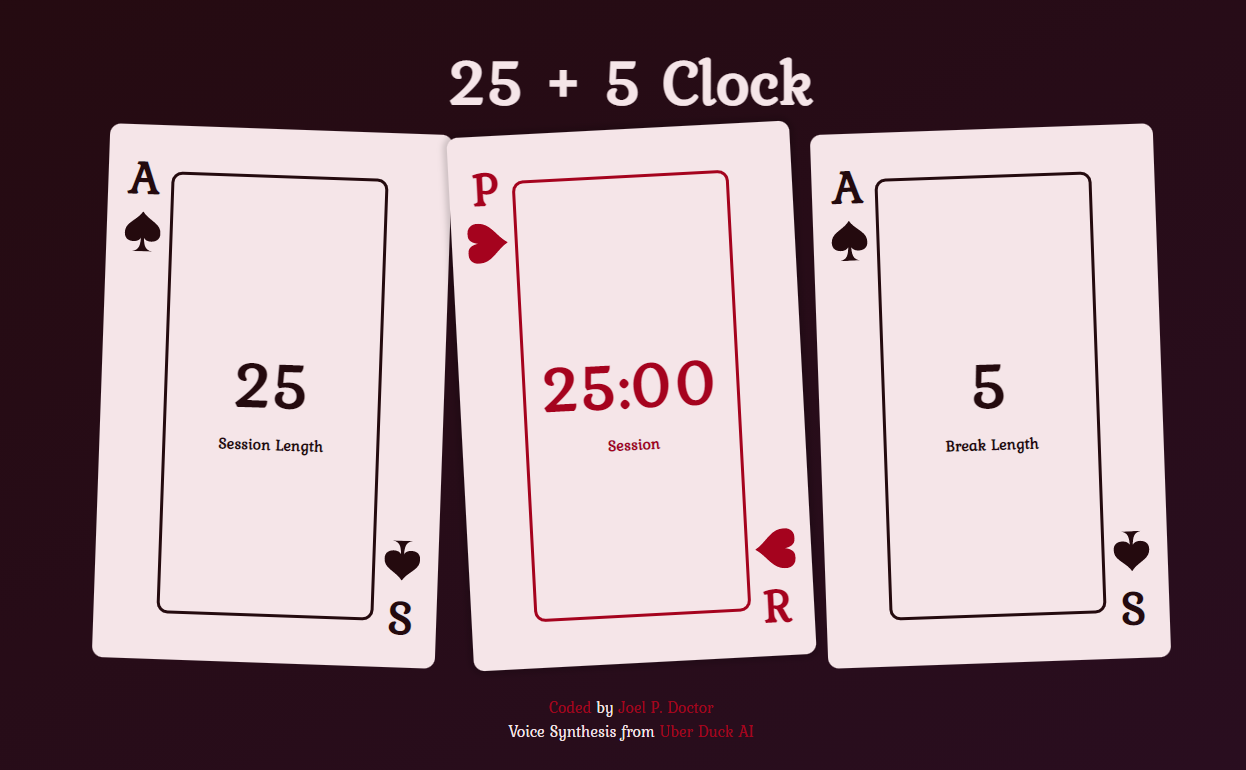 25 + 5 Clock
A
25
Session Length
S
P
25:00
Session
R
A
5
Break Length
S
Coded by Joel P. Doctor
Voice Synthesis from Uber Duck AI